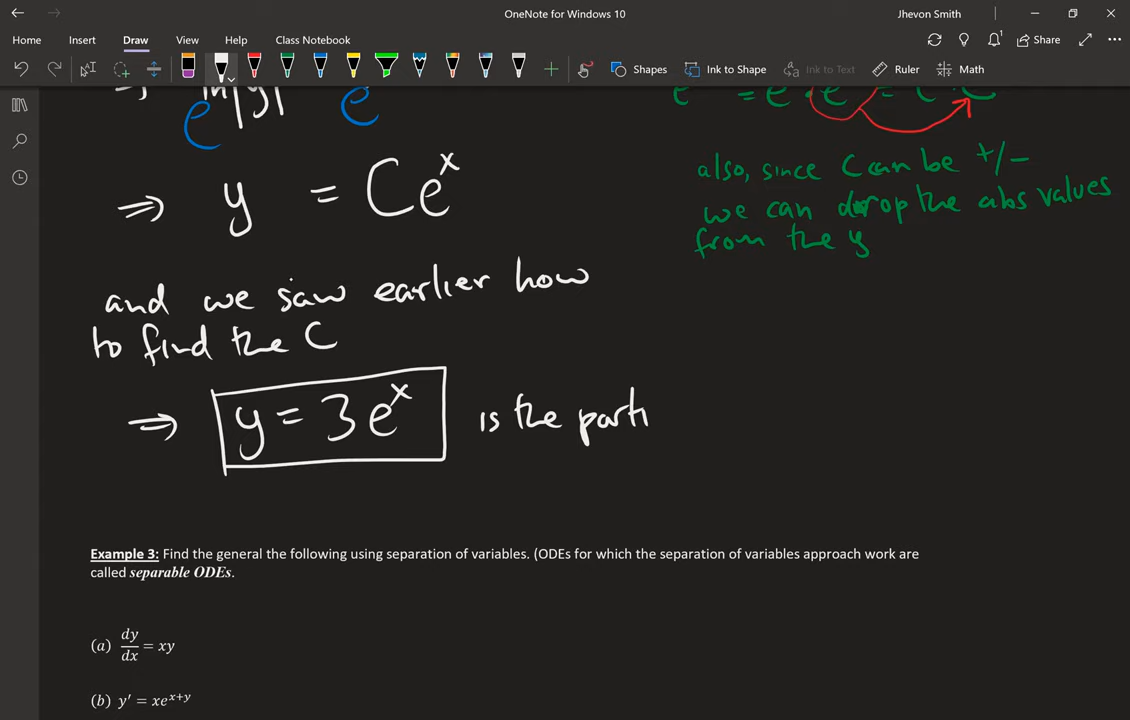 OneNote for Windows 10
Jhevon Smith
Home Insert Draw View Help Class Notebook
Share
Shapes
Ink to Shape
Ink to Text
Ruler
Math
=> ln|y|
e e
e = e · e = C
=> y = Ce^x
also, since C can be +/-
we can drop the abs values
from the y
and we saw earlier how
to find the C
=> y = 3e^x is the parti
Example 3: Find the general the following using separation of variables. (ODEs for which the separation of variables approach work are
called separable ODEs.
(a) dy/dx = xy
(b) y′ = xe^{x+y}